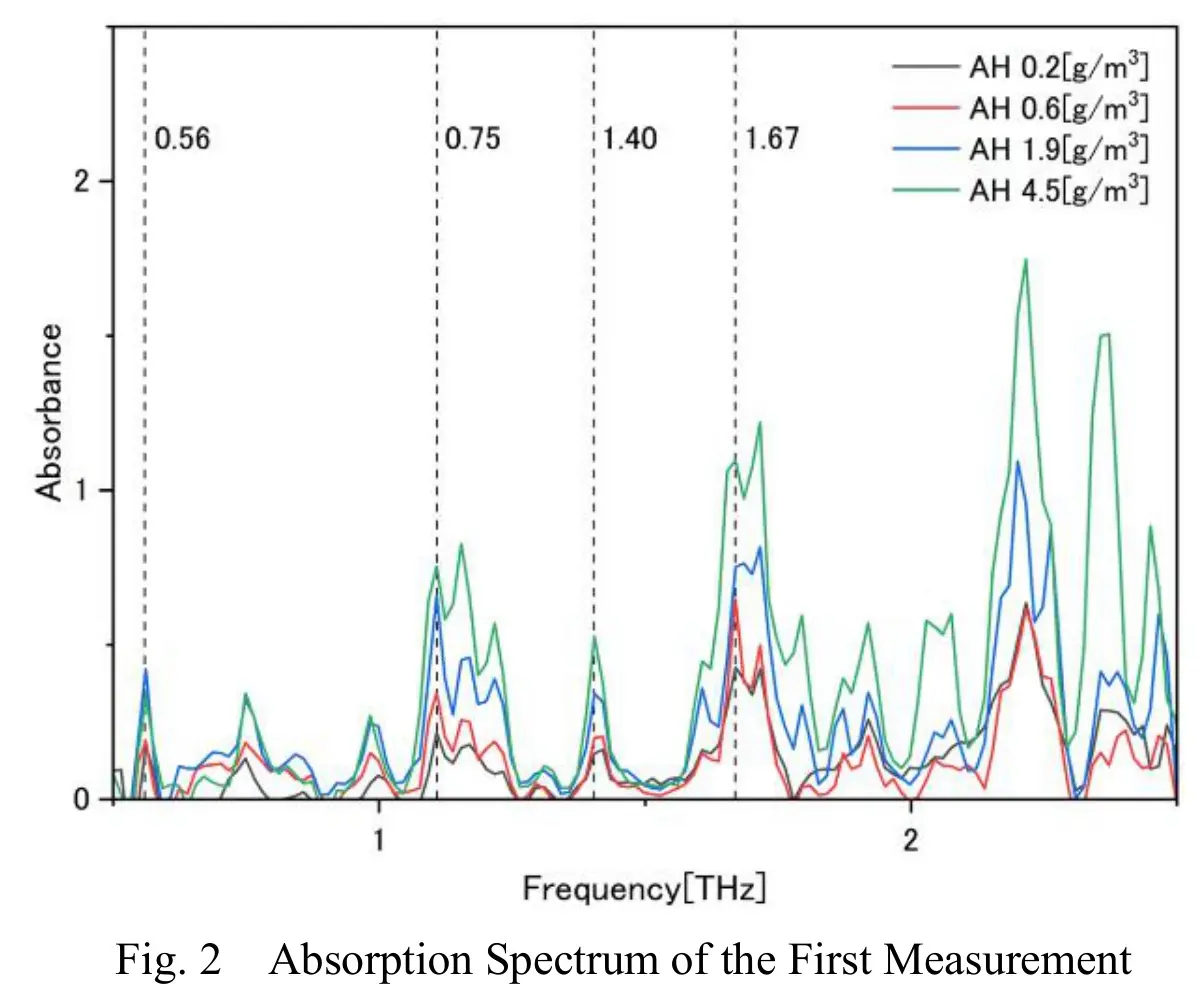 AH 0.2[g/m³]
AH 0.6[g/m³]
AH 1.9[g/m³]
AH 4.5[g/m³]
0.56
0.75
1.40
1.67
2
1
0
Absorbance
1
2
Frequency[THz]
Fig. 2 Absorption Spectrum of the First Measurement